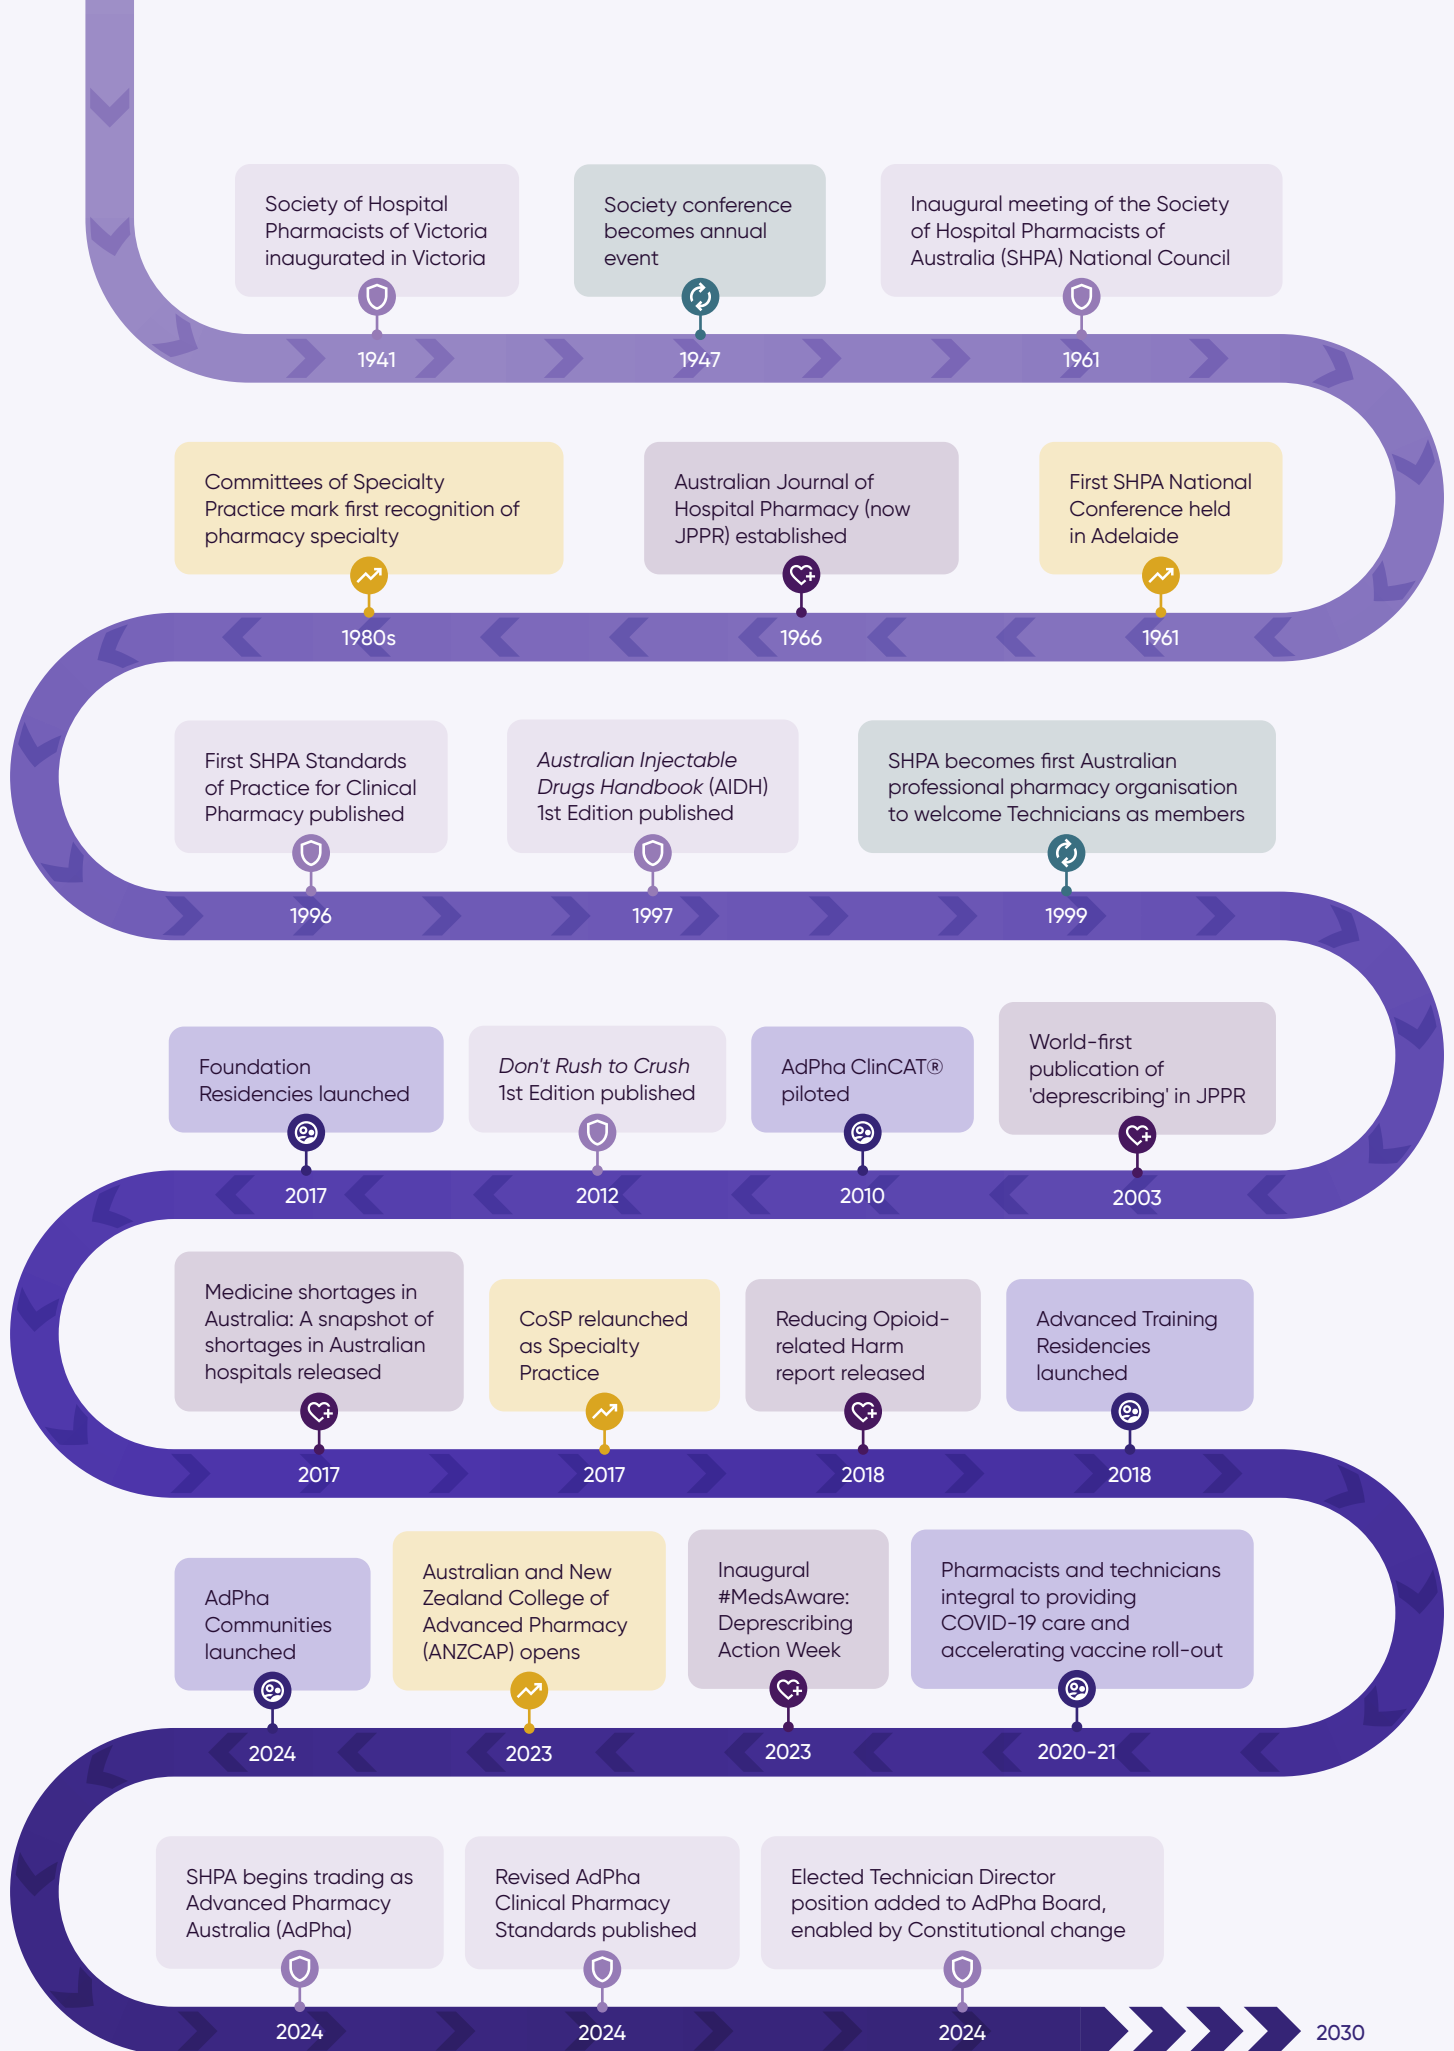 Society of Hospital
Pharmacists of Victoria
inaugurated in Victoria
1941
Society conference
becomes annual
event
1947
Inaugural meeting of the Society
of Hospital Pharmacists of
Australia (SHPA) National Council
1961
First SHPA National
Conference held
in Adelaide
1961
Australian Journal of
Hospital Pharmacy (now
JPPR) established
1966
Committees of Specialty
Practice mark first recognition of
pharmacy specialty
1980s
First SHPA Standards
of Practice for Clinical
Pharmacy published
1996
Australian Injectable
Drugs Handbook (AIDH)
1st Edition published
1997
SHPA becomes first Australian
professional pharmacy organisation
to welcome Technicians as members
1999
World-first
publication of
'deprescribing' in JPPR
2003
AdPha ClinCAT®
piloted
2010
Don't Rush to Crush
1st Edition published
2012
Foundation
Residencies launched
2017
Medicine shortages in
Australia: A snapshot of
shortages in Australian
hospitals released
2017
CoSP relaunched
as Specialty
Practice
2017
Reducing Opioid-
related Harm
report released
2018
Advanced Training
Residencies
launched
2018
Pharmacists and technicians
integral to providing
COVID-19 care and
accelerating vaccine roll-out
2020-21
Inaugural
#MedsAware:
Deprescribing
Action Week
2023
Australian and New
Zealand College of
Advanced Pharmacy
(ANZCAP) opens
2023
AdPha
Communities
launched
2024
SHPA begins trading as
Advanced Pharmacy
Australia (AdPha)
2024
Revised AdPha
Clinical Pharmacy
Standards published
2024
Elected Technician Director
position added to AdPha Board,
enabled by Constitutional change
2024
2030